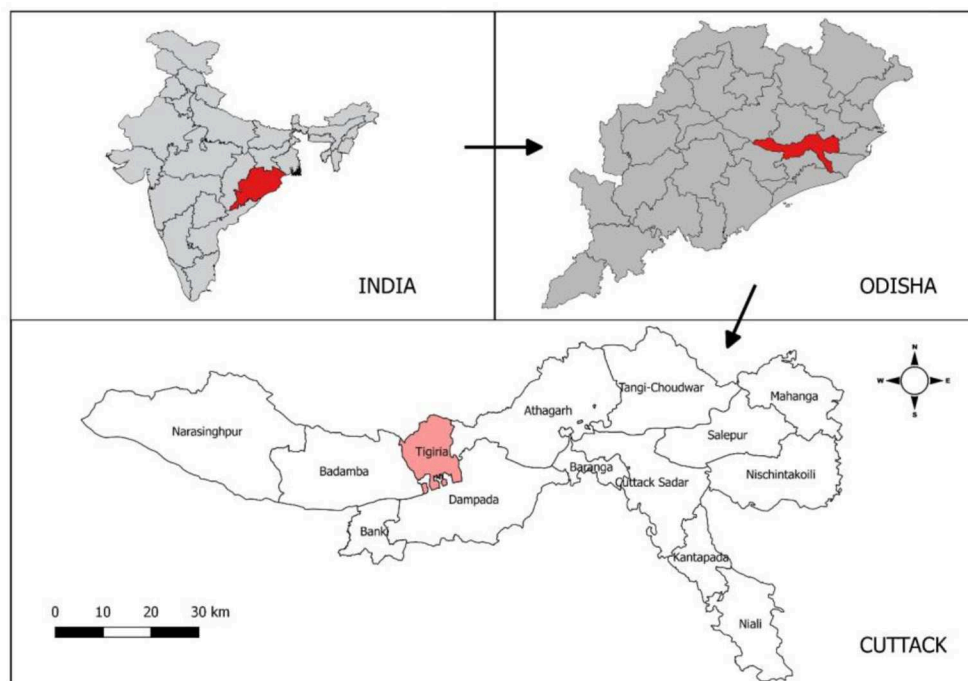 INDIA
ODISHA
N
W E
S
Tangi-Choudwar
Mahanga
Athagarh
Narasinghpur
Salepur
Tigiria
Badamba
Baranga
Nischintakoili
Cuttack Sadar
Dampada
Banki
Kantapada
0 10 20 30 km
Niali
CUTTACK